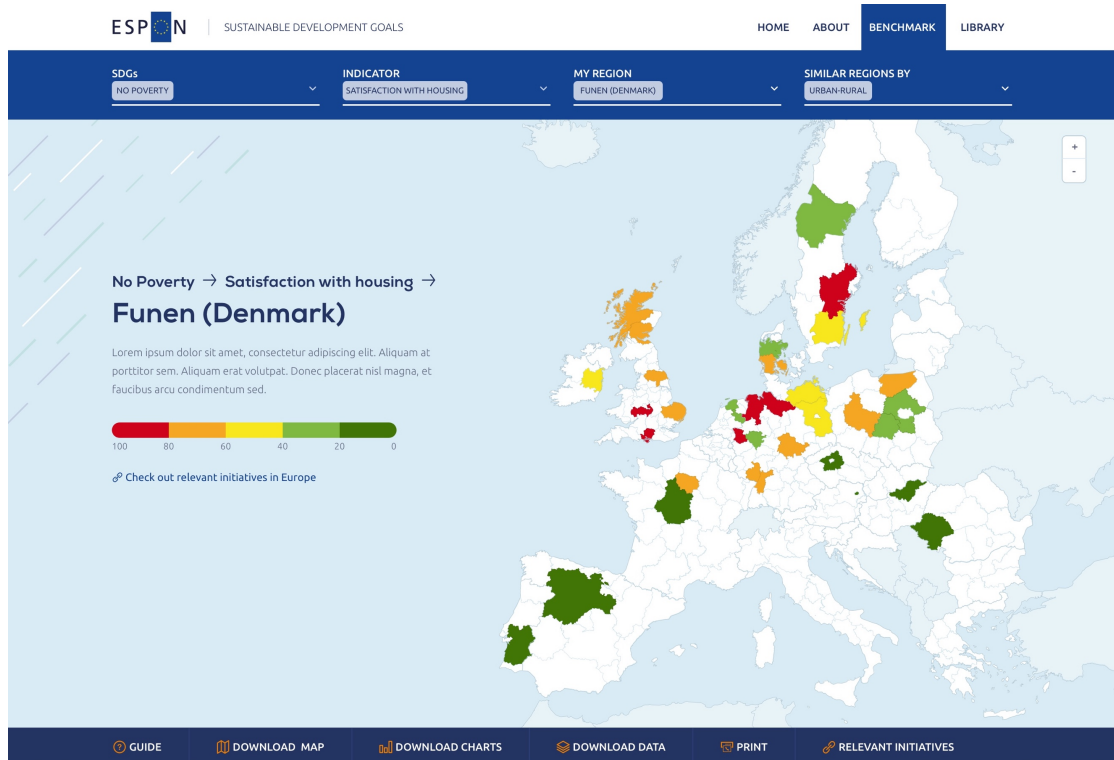 ESPON
SUSTAINABLE DEVELOPMENT GOALS
HOME
ABOUT
BENCHMARK
LIBRARY
SDGs
NO POVERTY
INDICATOR
SATISFACTION WITH HOUSING
MY REGION
FUNEN (DENMARK)
SIMILAR REGIONS BY
URBAN-RURAL
+
-
No Poverty → Satisfaction with housing →
Funen (Denmark)
Lorem ipsum dolor sit amet, consectetur adipiscing elit. Aliquam at
porttitor sem. Aliquam erat volutpat. Donec placerat nisl magna, et
faucibus arcu condimentum sed.
100 80 60 40 20 0
Check out relevant initiatives in Europe
GUIDE
DOWNLOAD MAP
DOWNLOAD CHARTS
DOWNLOAD DATA
PRINT
RELEVANT INITIATIVES